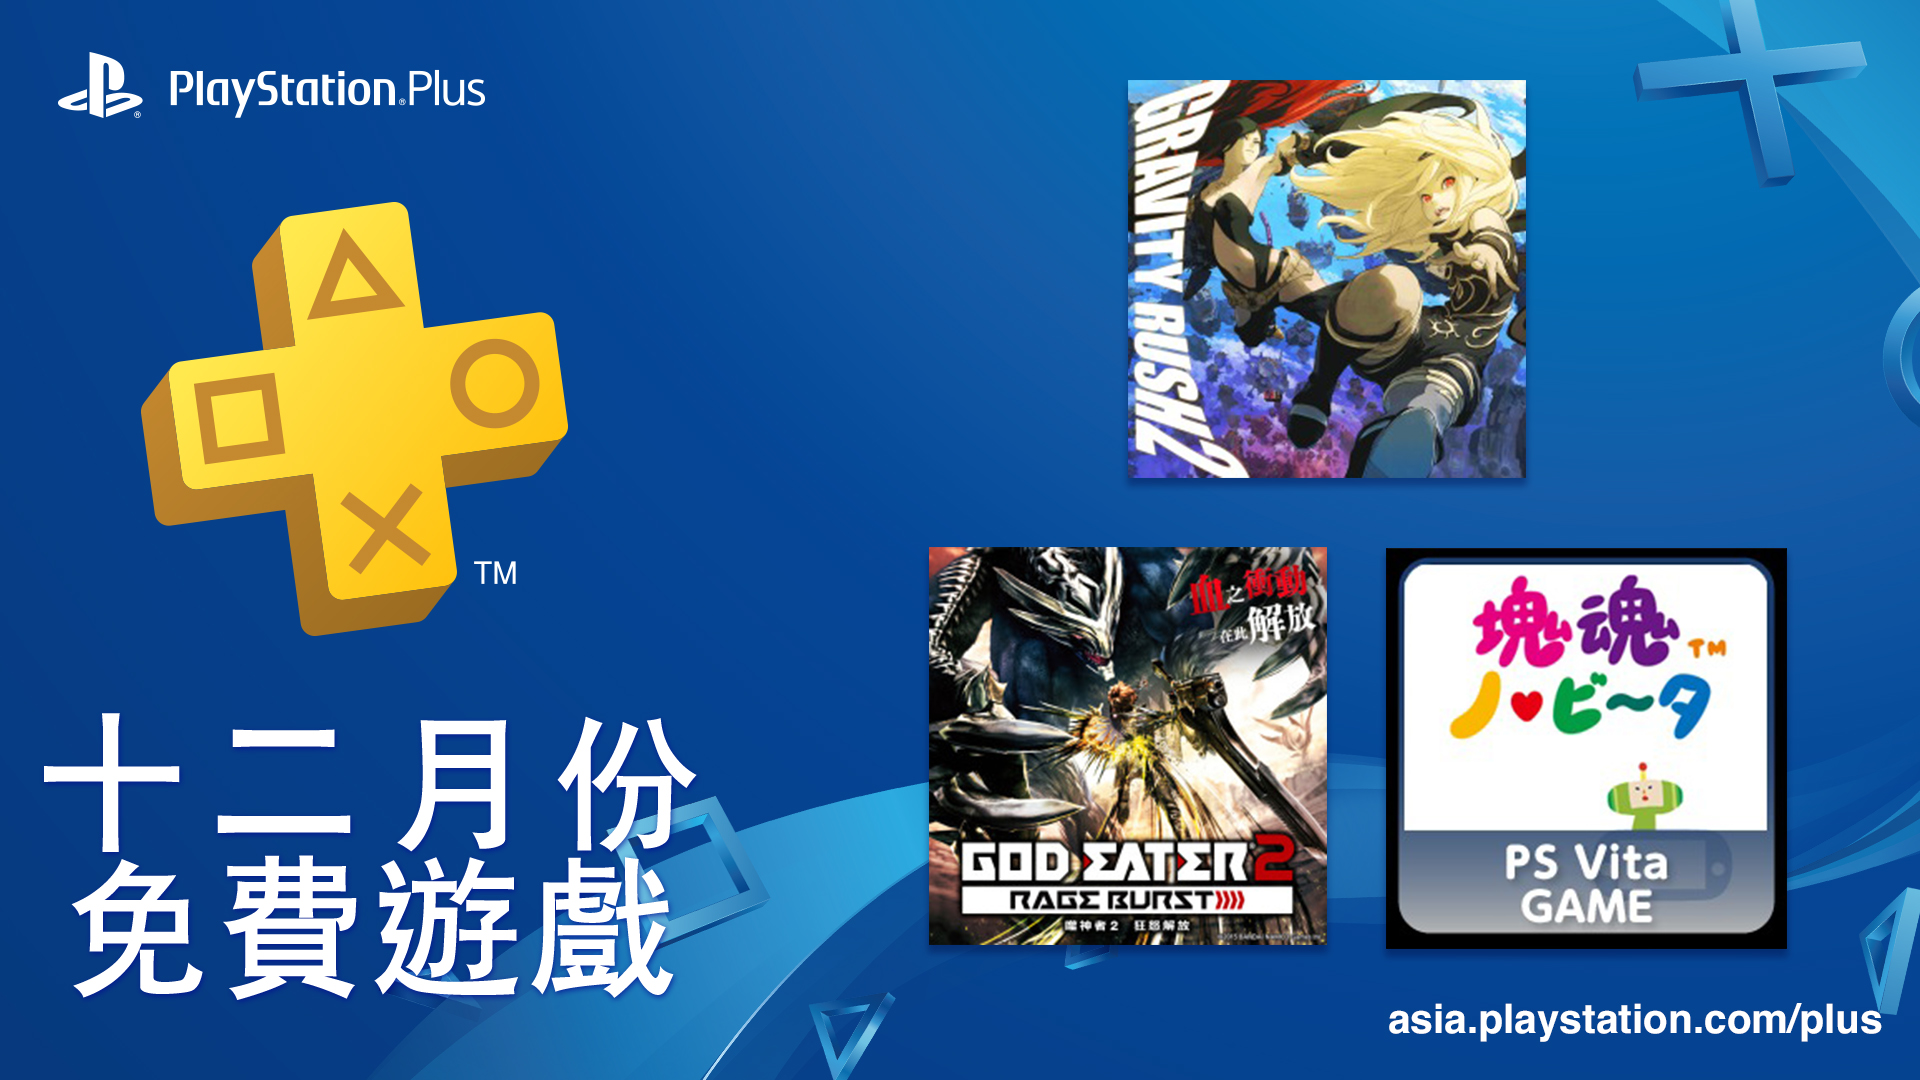 PlayStation®Plus
TM
十二月份
免費遊戲
GRAVITY RUSH 2
血之衝動
在此解放
GOD EATER 2
RAGE BURST
魔神者2 狂怒解放
塊魂™
ノ♥ビ〜タ
PS Vita
GAME
asia.playstation.com/plus